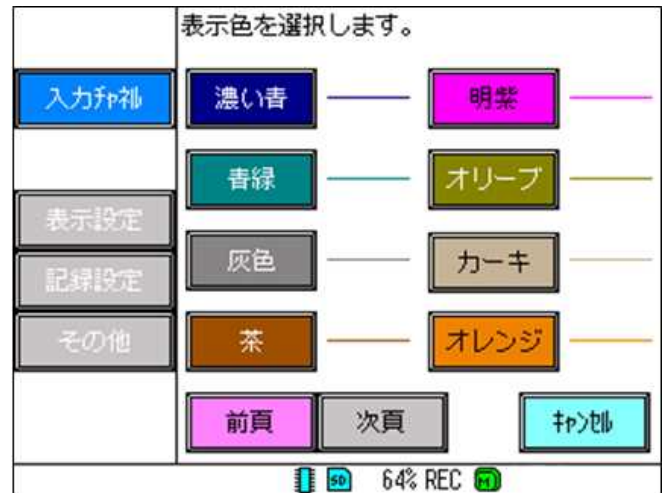 表示色を選択します。
入力ﾁｬﾈﾙ
濃い青
明紫
青緑
オリーブ
表示設定
灰色
カーキ
記録設定
その他
茶
オレンジ
前頁
次頁
ｷｬﾝｾﾙ
SD 64% REC M